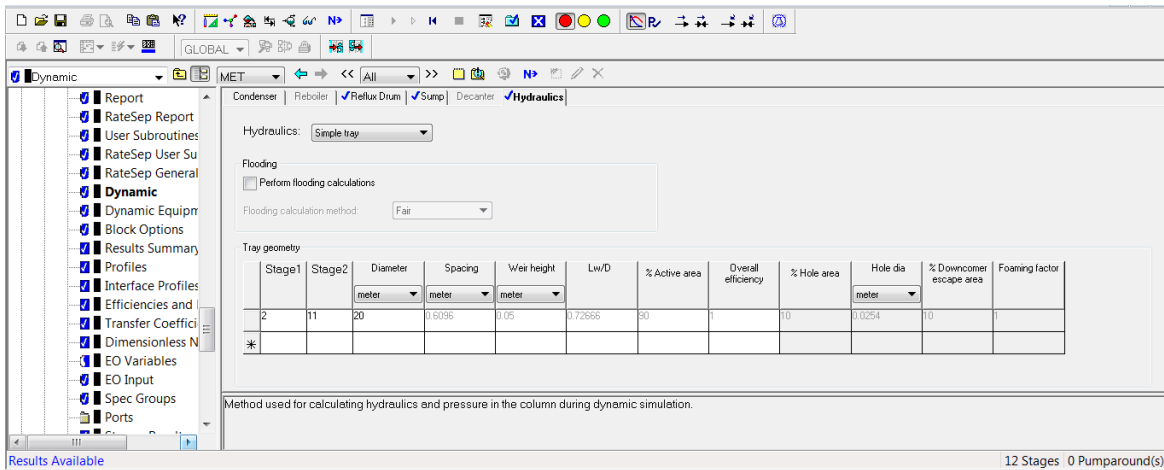 N>
GLOBAL
Dynamic
MET
<< All >>
N>
Report
RateSep Report
User Subroutines
RateSep User Su
RateSep General
Dynamic
Dynamic Equipm
Block Options
Results Summary
Profiles
Interface Profiles
Efficiencies and
Transfer Coeffici
Dimensionless N
EO Variables
EO Input
Spec Groups
Ports
Condenser Reboiler Reflux Drum Sump Decanter Hydraulics
Hydraulics: Simple tray
Flooding
Perform flooding calculations
Flooding calculation method: Fair
Tray geometry
Stage1 Stage2 Diameter Spacing Weir height Lw/D % Active area Overall efficiency % Hole area Hole dia % Downcomer escape area Foaming factor
meter meter meter meter
2 11 20 0.6096 0.05 0.72666 90 1 10 0.0254 10 1
*
Method used for calculating hydraulics and pressure in the column during dynamic simulation.
Results Available 12 Stages 0 Pumparound(s)